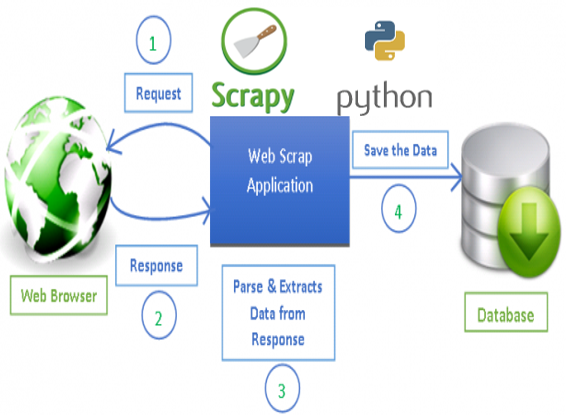 1
Request
Scrapy
python
Web Scrap
Application
Save the Data
4
Response
2
Web Browser
Parse & Extracts
Data from
Response
3
Database